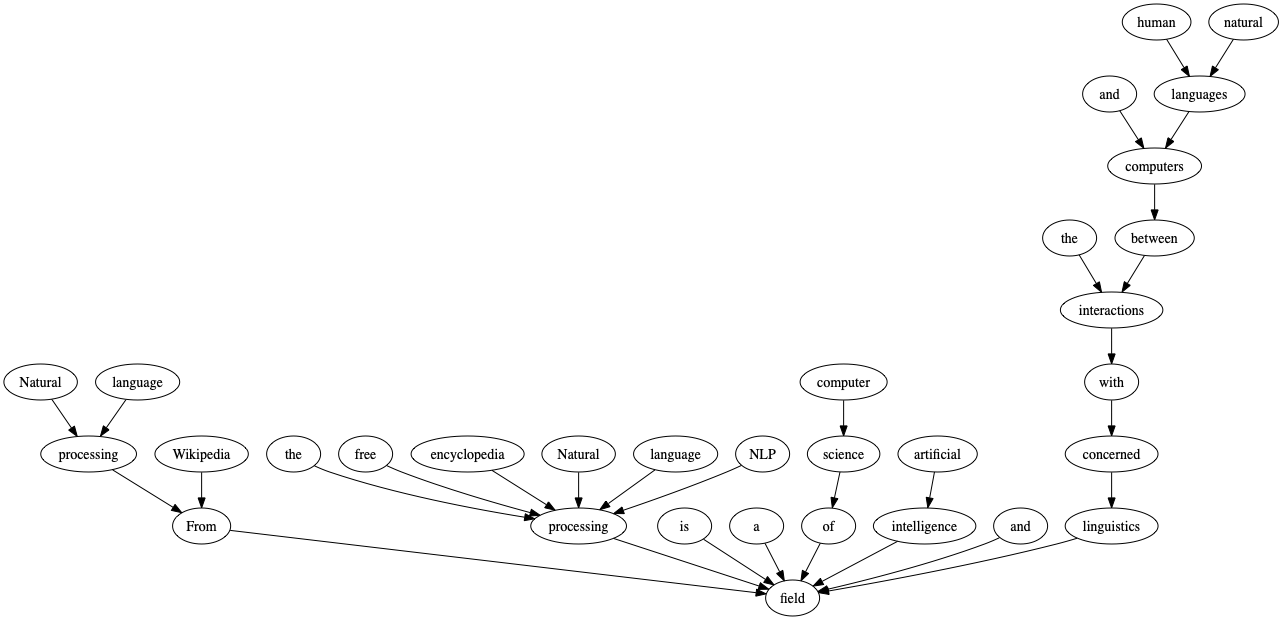 human natural
and languages
computers
the between
interactions
Natural language computer with
processing Wikipedia the free encyclopedia Natural language NLP science artificial concerned
From processing is a of intelligence and linguistics
field